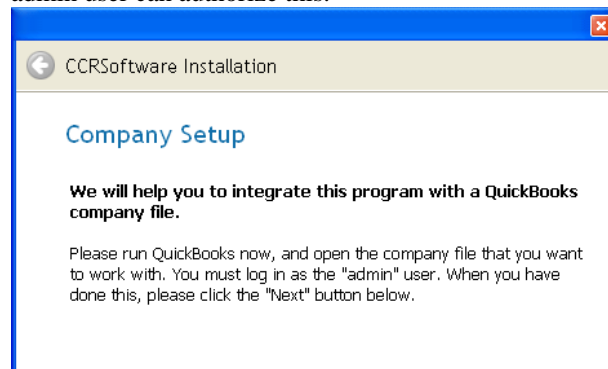 admin user can authorize this.
CCRSoftware Installation
Company Setup
We will help you to integrate this program with a QuickBooks
company file.
Please run QuickBooks now, and open the company file that you want
to work with. You must log in as the "admin" user. When you have
done this, please click the "Next" button below.